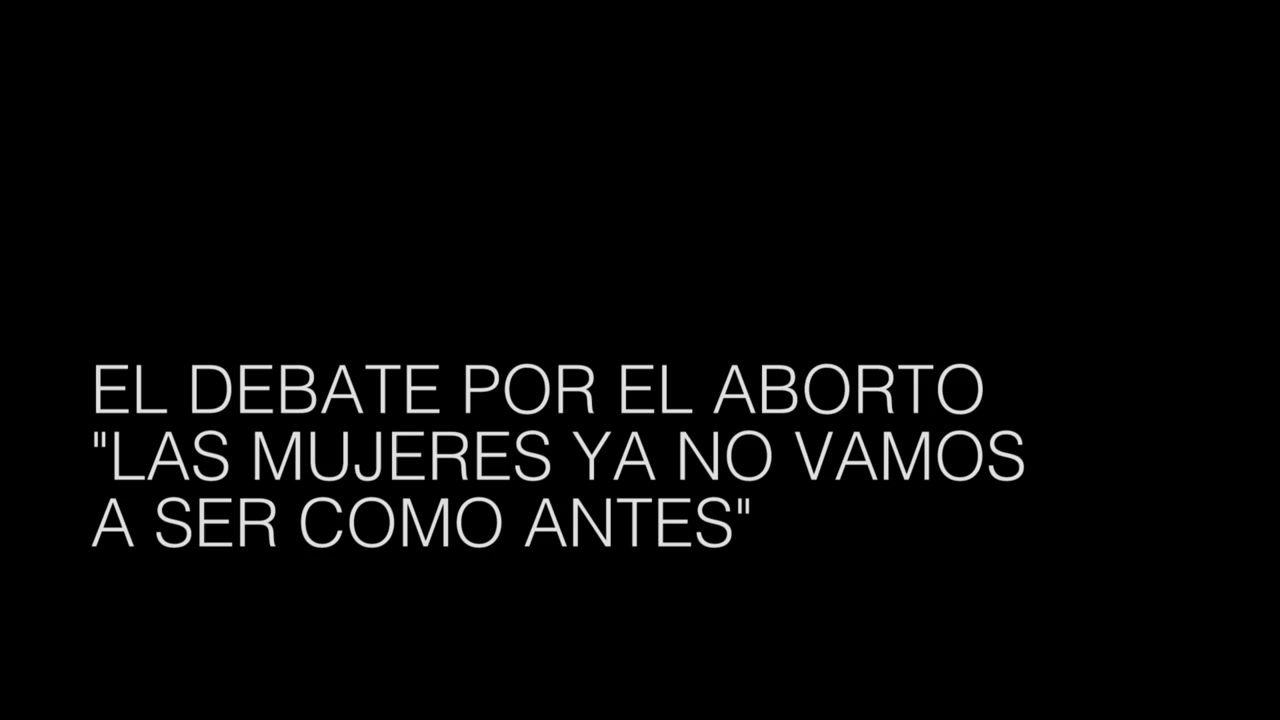 EL DEBATE POR EL ABORTO
"LAS MUJERES YA NO VAMOS
A SER COMO ANTES"